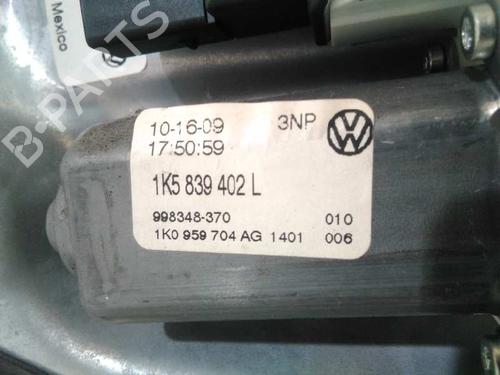 Mexico
B-PARTS
10-16-09 3NP
17:50:59
1K5 839 402 L
998348-370 010
1K0 959 704 AG 1401 006